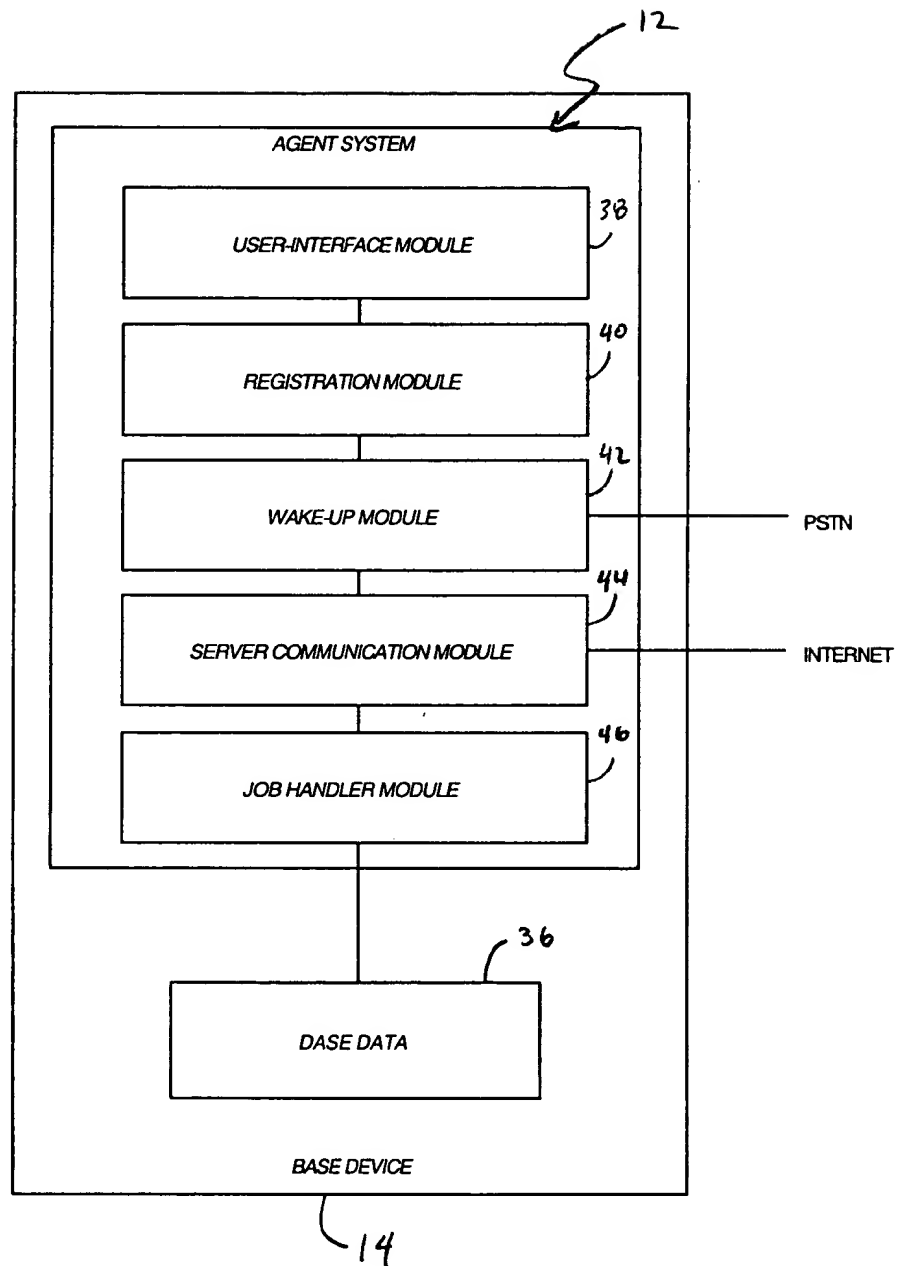 12
AGENT SYSTEM
38
USER-INTERFACE MODULE
40
REGISTRATION MODULE
42
WAKE-UP MODULE
PSTN
44
SERVER COMMUNICATION MODULE
INTERNET
46
JOB HANDLER MODULE
36
DASE DATA
BASE DEVICE
14